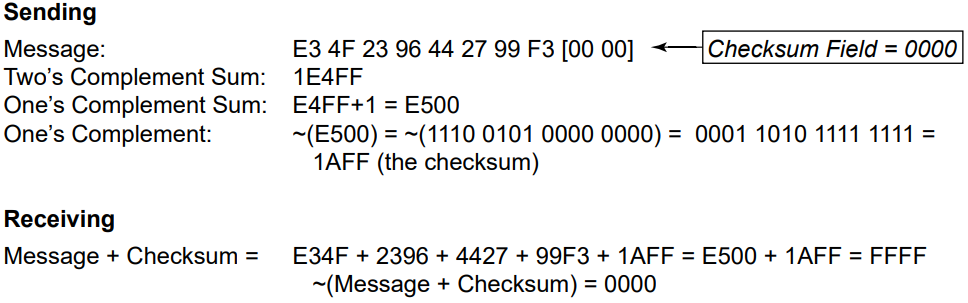 Sending
Message: E3 4F 23 96 44 27 99 F3 [00 00] Checksum Field = 0000
Two’s Complement Sum: 1E4FF
One’s Complement Sum: E4FF+1 = E500
One’s Complement: ~(E500) = ~(1110 0101 0000 0000) = 0001 1010 1111 1111 =
1AFF (the checksum)
Receiving
Message + Checksum = E34F + 2396 + 4427 + 99F3 + 1AFF = E500 + 1AFF = FFFF
~(Message + Checksum) = 0000